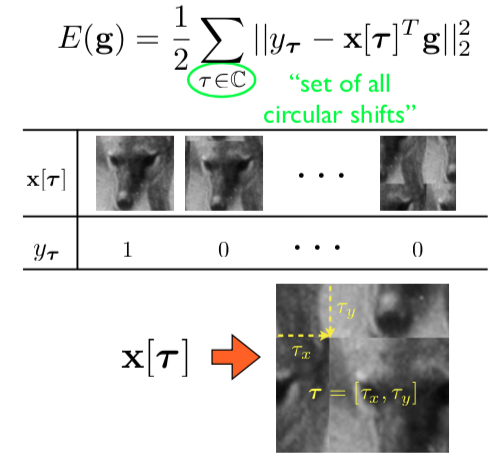 E(𝐠) = 1/2 ∑_{τ∈ℂ} ||y_𝛕 − 𝐱[𝛕]^T 𝐠||_2^2
“set of all
circular shifts”
𝐱[𝛕] · · ·
y_𝛕 1 0 · · · 0
τ_y
τ_x
𝐱[𝛕]
𝛕 = [τ_x, τ_y]